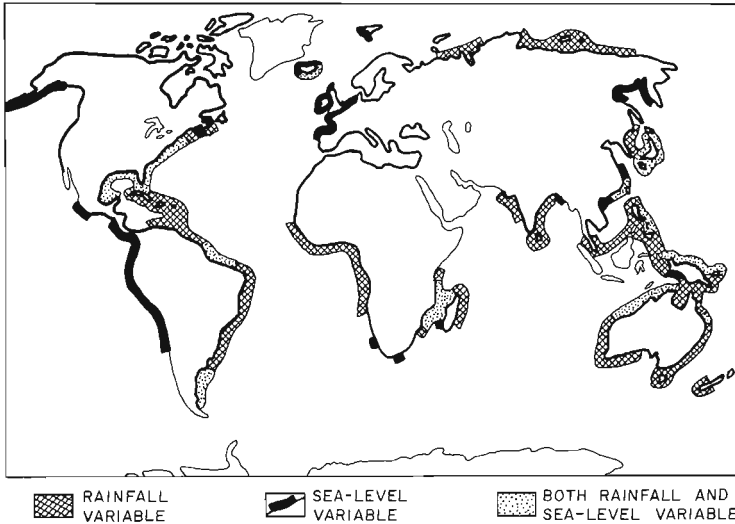 RAINFALL
VARIABLE
SEA-LEVEL
VARIABLE
BOTH RAINFALL AND
SEA-LEVEL VARIABLE